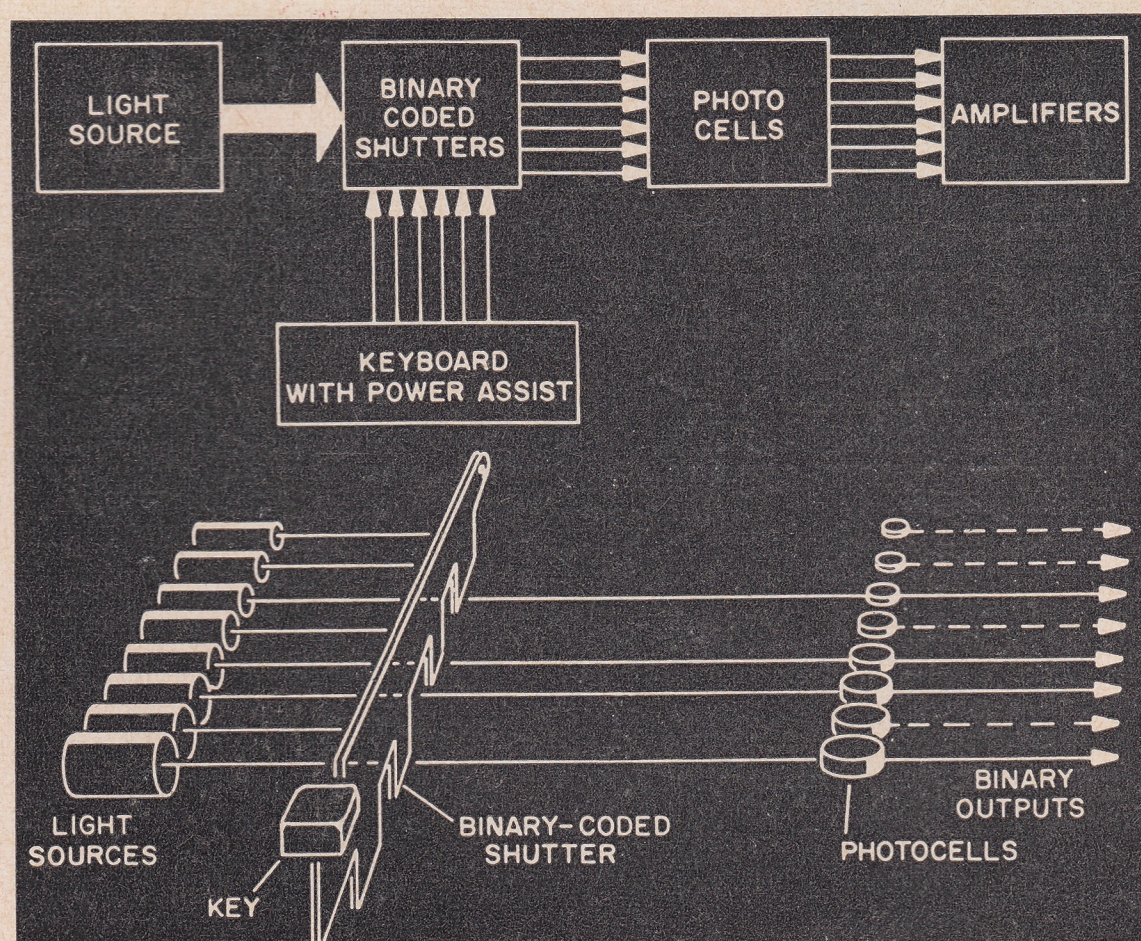 LIGHT
SOURCE
BINARY
CODED
SHUTTERS
PHOTO
CELLS
AMPLIFIERS
KEYBOARD
WITH POWER ASSIST
LIGHT
SOURCES
KEY
BINARY-CODED
SHUTTER
BINARY
OUTPUTS
PHOTOCELLS